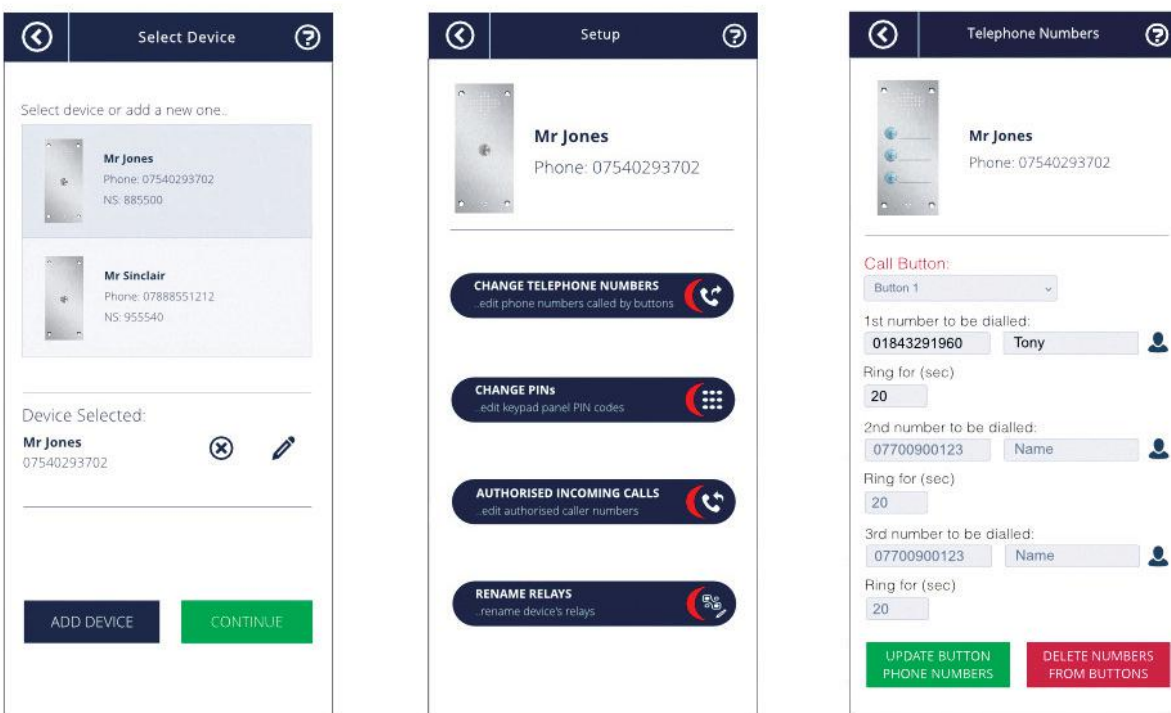 Select Device
Select device or add a new one..
Mr Jones
Phone: 07540293702
NS: 885500
Mr Sinclair
Phone: 07888551212
NS: 955540
Device Selected:
Mr Jones
07540293702
ADD DEVICE
CONTINUE
Setup
Mr Jones
Phone: 07540293702
CHANGE TELEPHONE NUMBERS
..edit phone numbers called by buttons
CHANGE PINs
..edit keypad panel PIN codes
AUTHORISED INCOMING CALLS
..edit authorised caller numbers
RENAME RELAYS
..rename device's relays
Telephone Numbers
Mr Jones
Phone: 07540293702
Call Button:
Button 1
1st number to be dialled:
01843291960 Tony
Ring for (sec)
20
2nd number to be dialled:
07700900123 Name
Ring for (sec)
20
3rd number to be dialled:
07700900123 Name
Ring for (sec)
20
UPDATE BUTTON
PHONE NUMBERS
DELETE NUMBERS
FROM BUTTONS